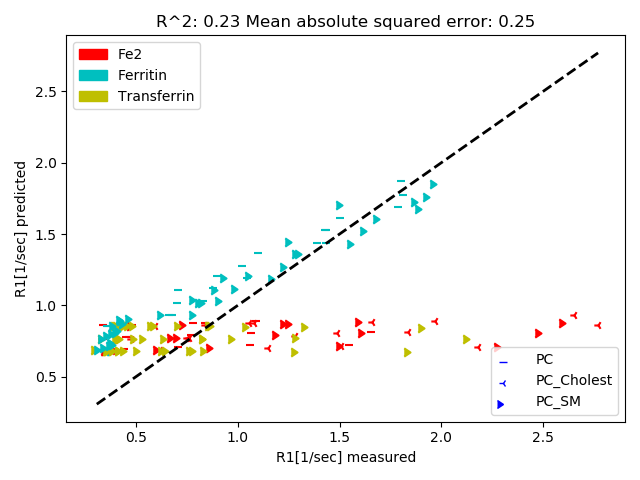 R^2: 0.23 Mean absolute squared error: 0.25
Fe2
Ferritin
Transferrin
R1[1/sec] predicted
2.5
2.0
1.5
1.0
0.5
PC
PC_Cholest
PC_SM
0.5 1.0 1.5 2.0 2.5
R1[1/sec] measured